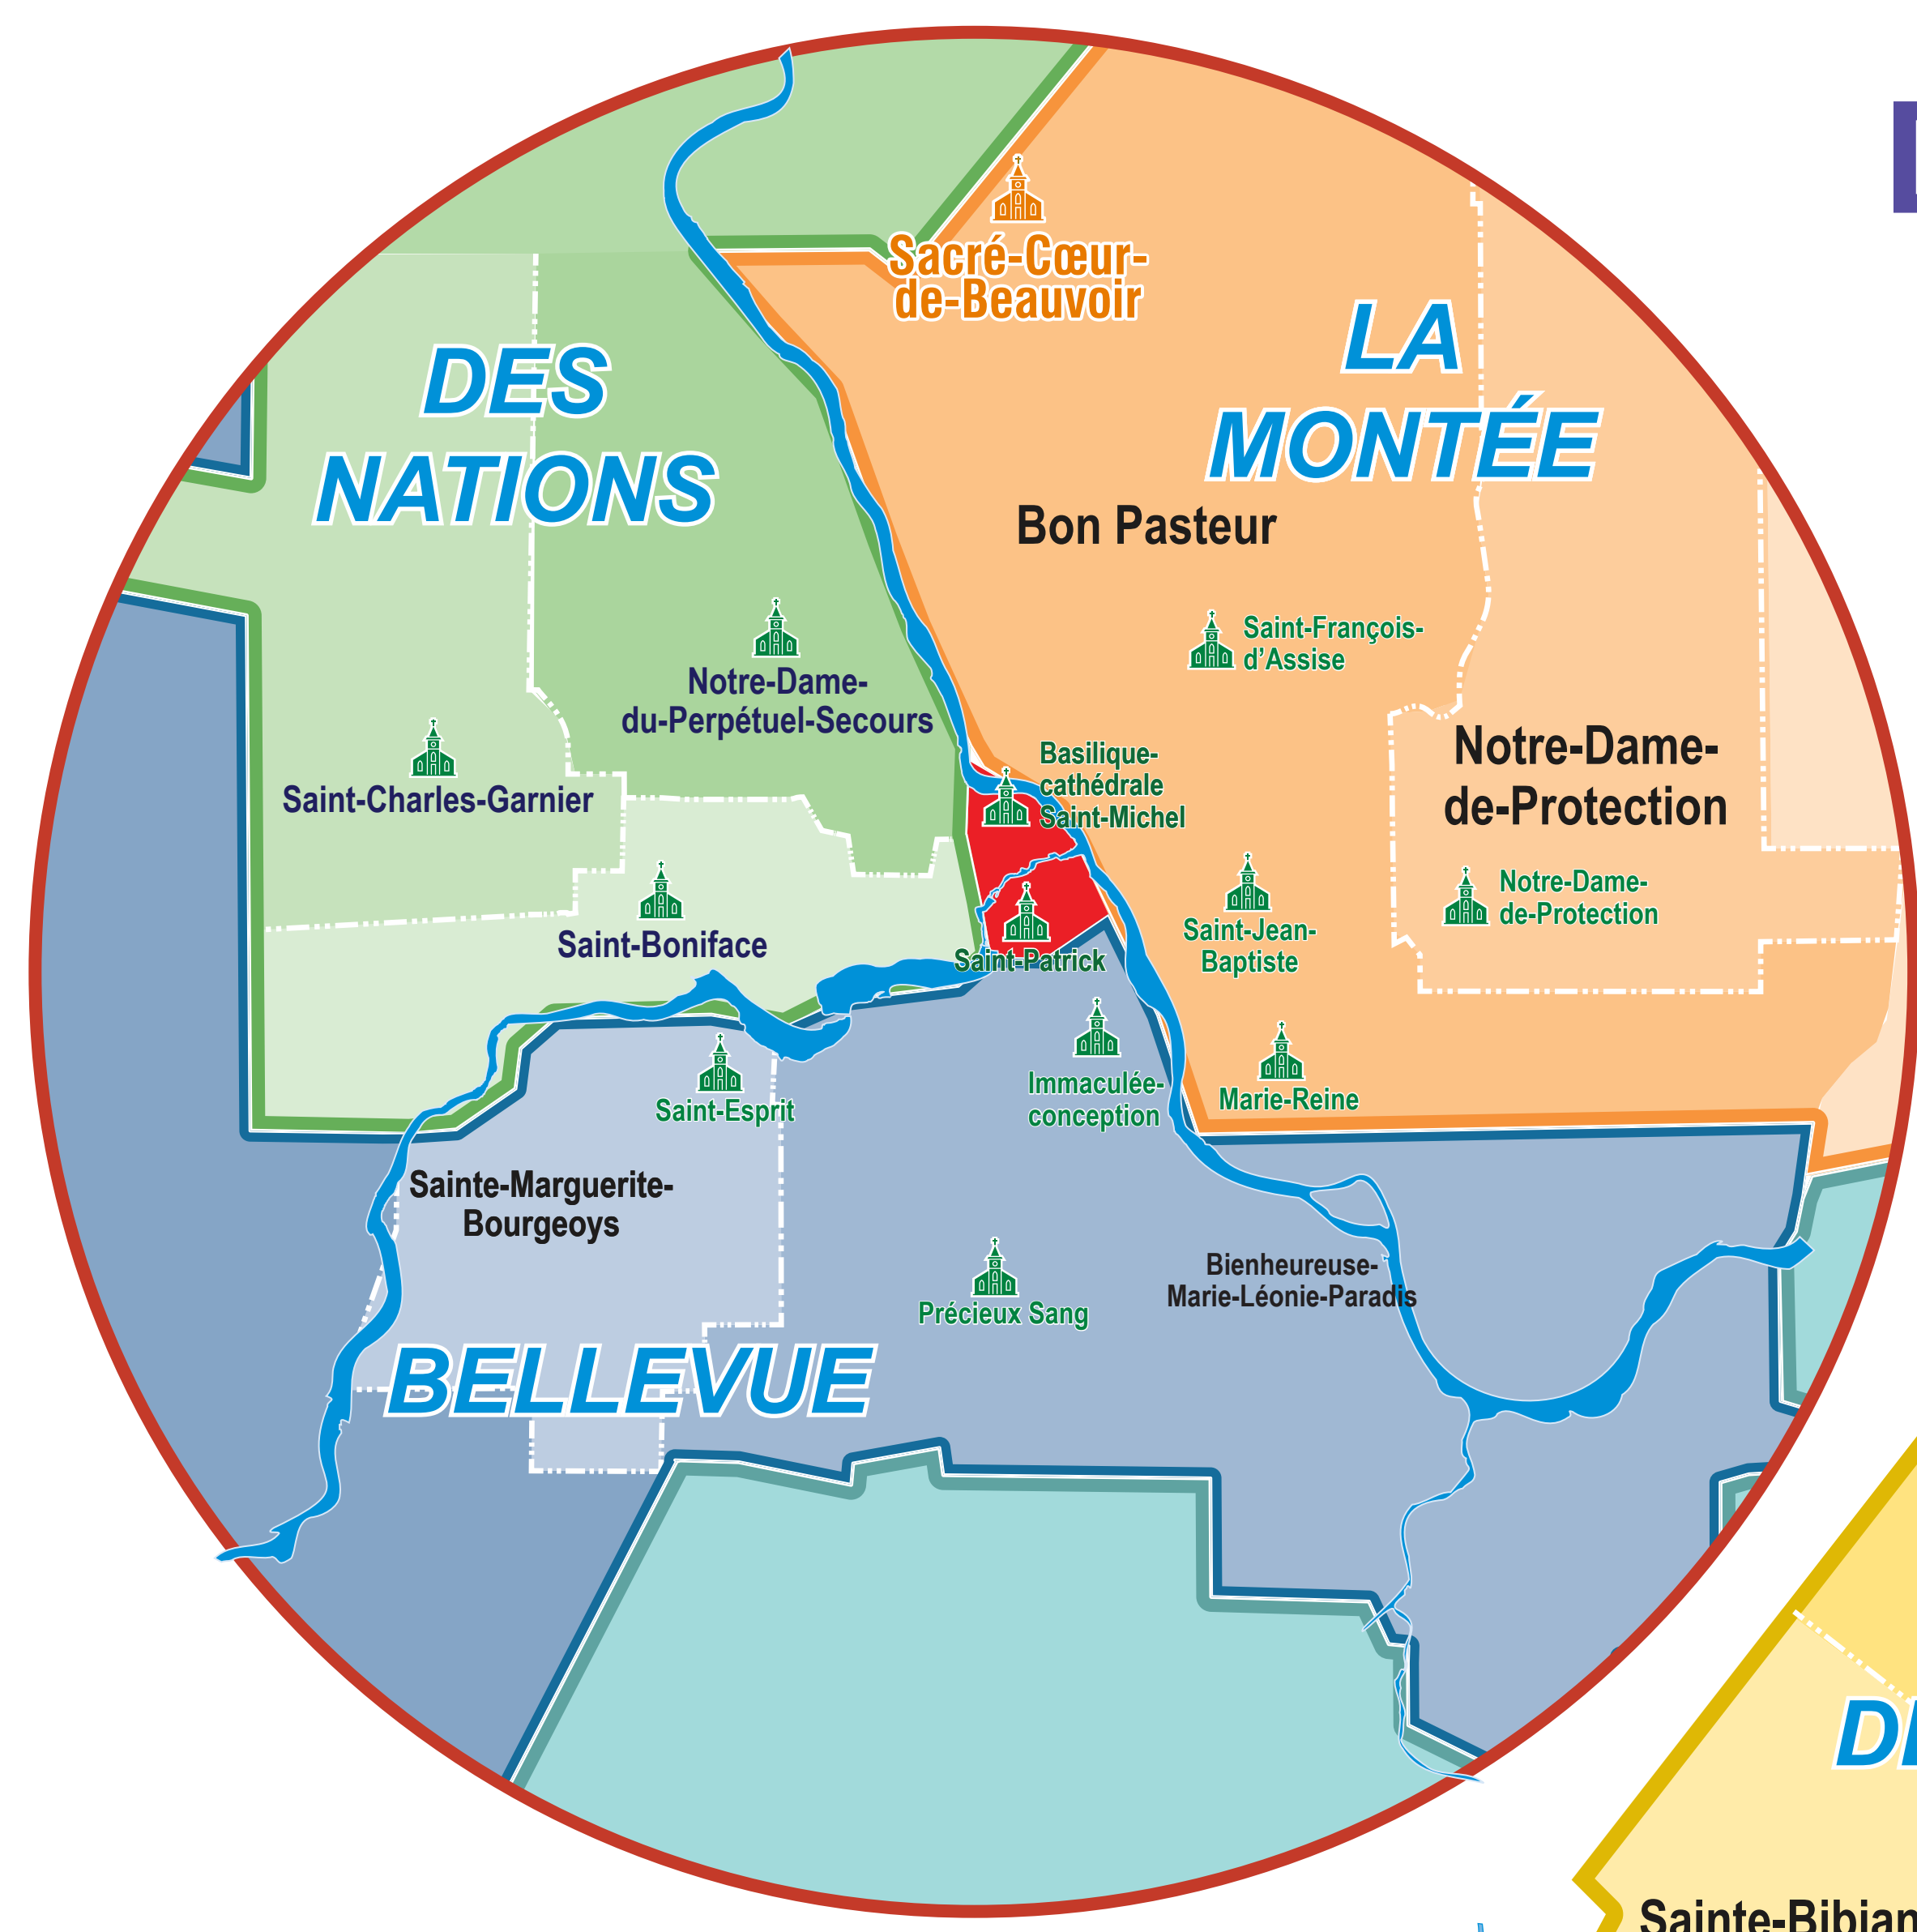 Sacré-Cœur-
de-Beauvoir
DES
NATIONS
LA
MONTÉE
Bon Pasteur
Saint-François-
d’Assise
Notre-Dame-
du-Perpétuel-Secours
Notre-Dame-
de-Protection
Basilique-
cathédrale
Saint-Michel
Saint-Charles-Garnier
Notre-Dame-
de-Protection
Saint-Boniface
Saint-Patrick
Saint-Jean-
Baptiste
Saint-Esprit
Immaculée-
conception
Marie-Reine
Sainte-Marguerite-
Bourgeoys
Bienheureuse-
Marie-Léonie-Paradis
Précieux Sang
BELLEVUE